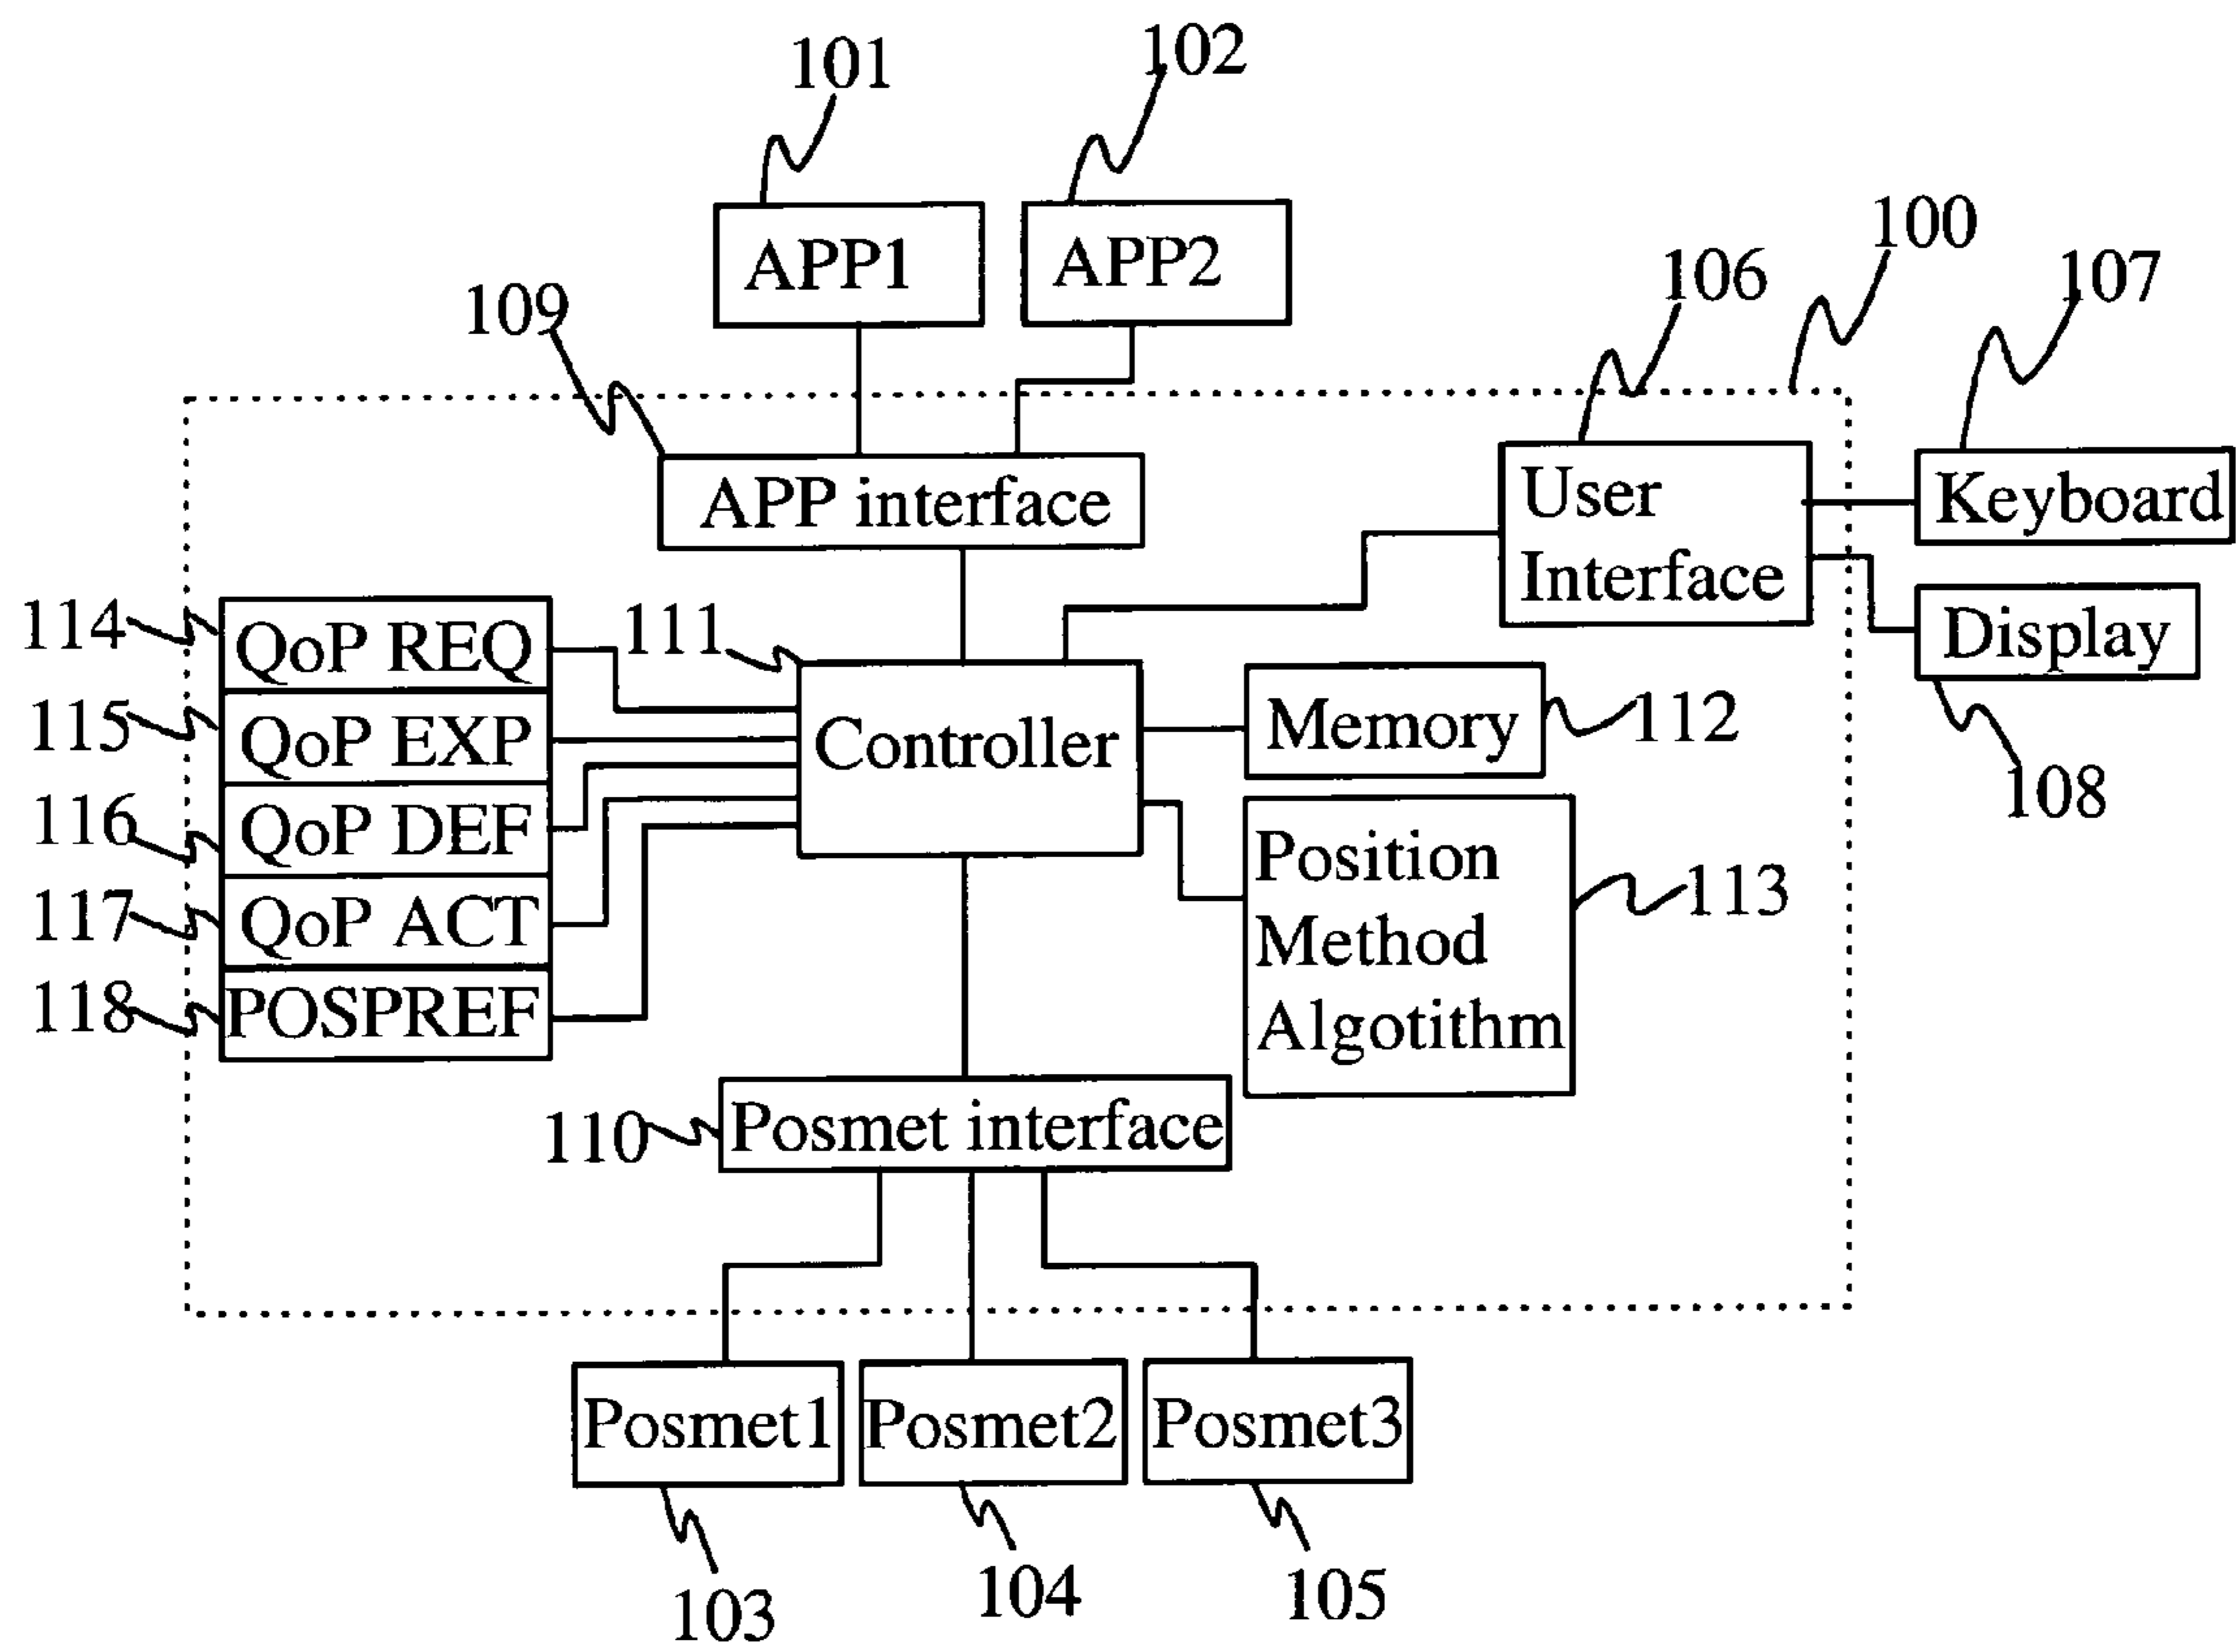 101
102
APP1
APP2
100
106
107
109
APP interface
User
Interface
Keyboard
Display
108
114
QoP REQ
115
QoP EXP
116
QoP DEF
117
QoP ACT
118
POSPREF
111
Controller
Memory
112
Position
Method
Algotithm
113
110
Posmet interface
Posmet1
Posmet2
Posmet3
103
104
105